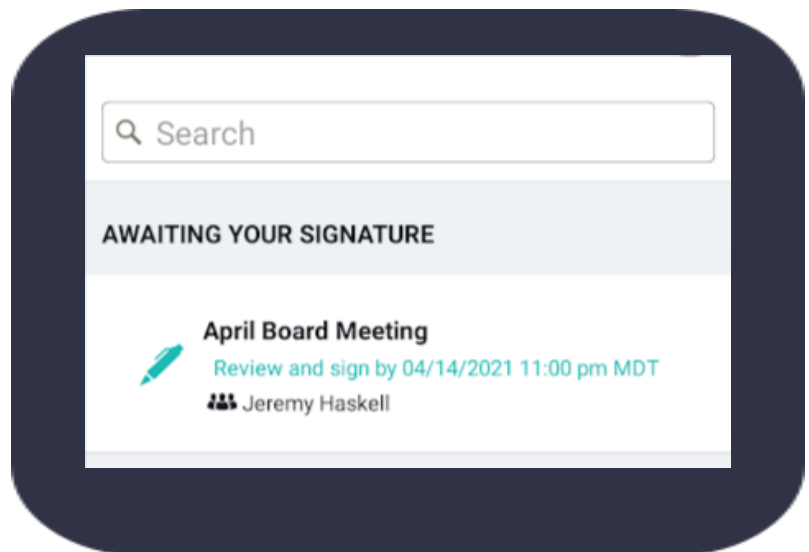 Search
AWAITING YOUR SIGNATURE
April Board Meeting
Review and sign by 04/14/2021 11:00 pm MDT
Jeremy Haskell